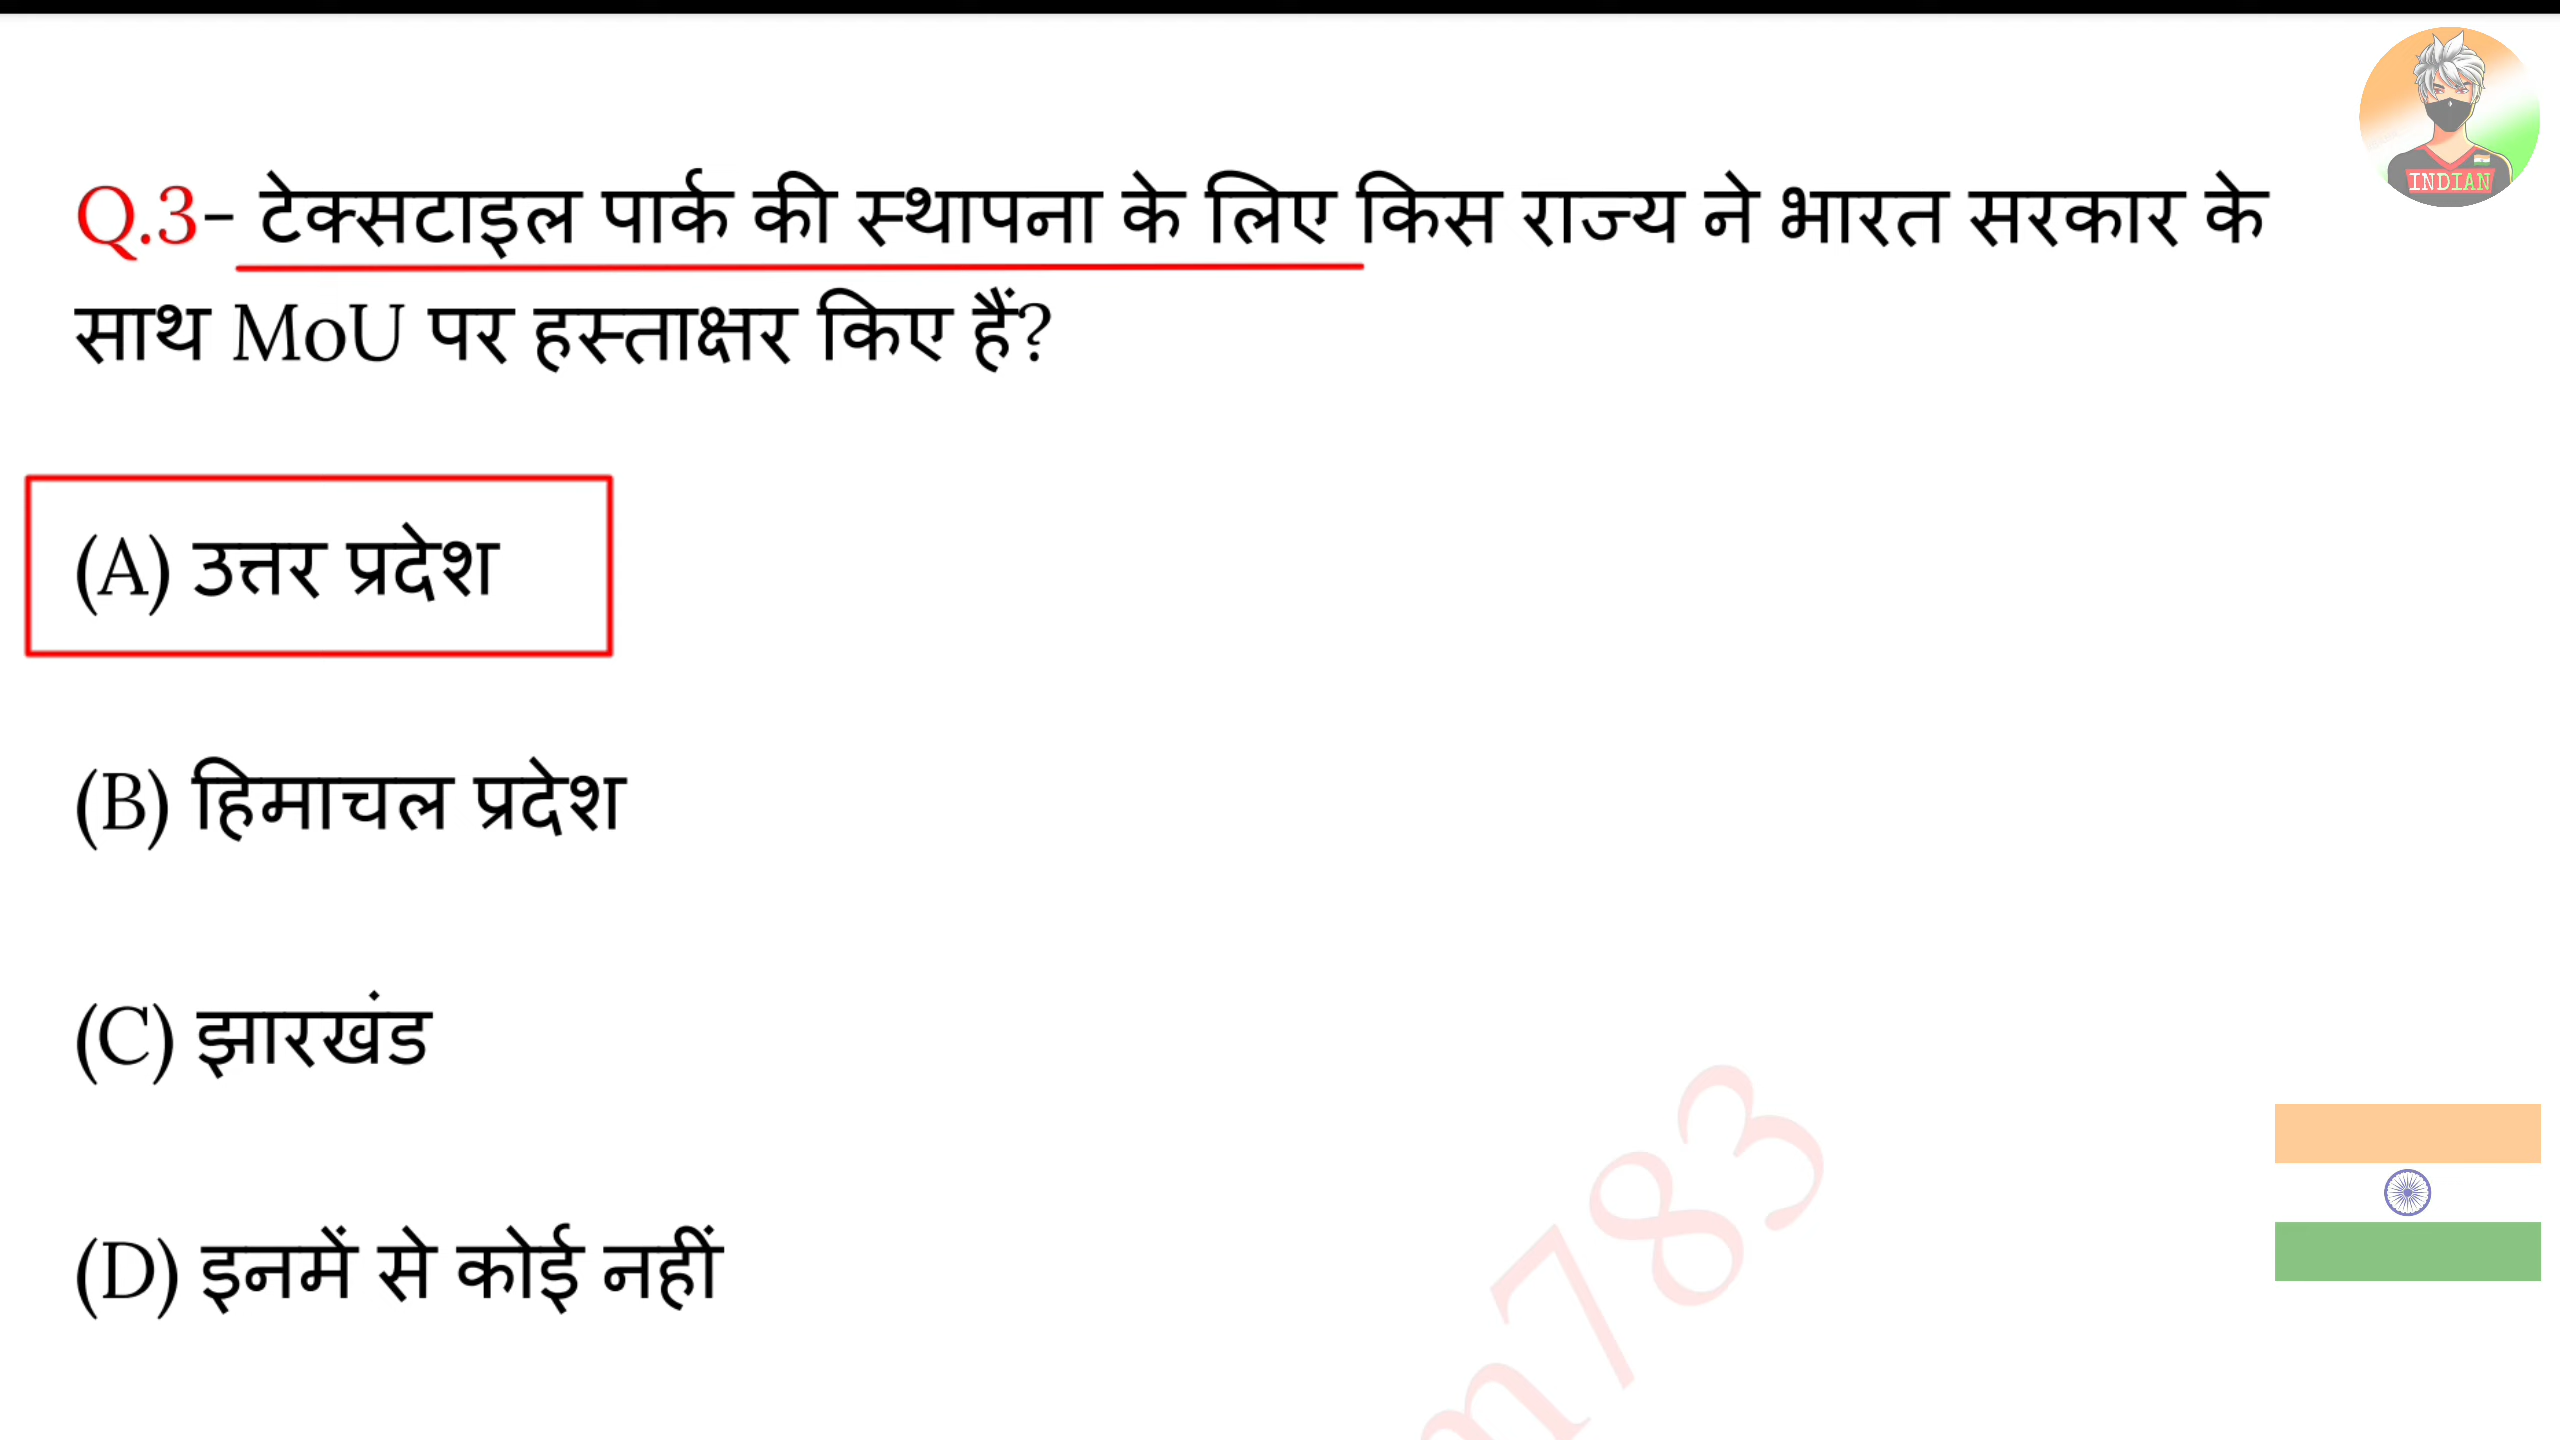 INDIAN
Q.3- टेक्सटाइल पार्क की स्थापना के लिए किस राज्य ने भारत सरकार के
साथ MoU पर हस्ताक्षर किए हैं?
(A) उत्तर प्रदेश
(B) हिमाचल प्रदेश
(C) झारखंड
(D) इनमें से कोई नहीं
m783